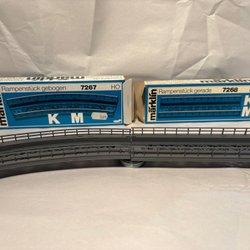 märklin
Rampenstück gebogen 7267 HO
K M
märklin
Rampenstück gerade 7268
K
M